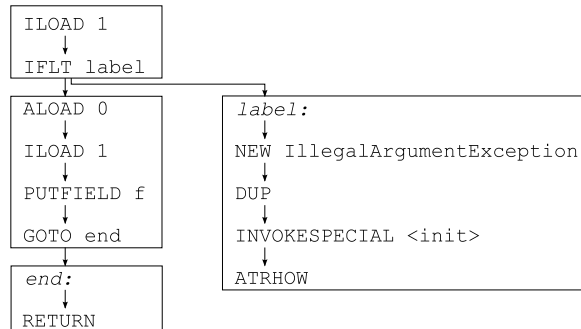 ILOAD 1
IFLT label
ALOAD 0
ILOAD 1
PUTFIELD f
GOTO end
end:
RETURN
label:
NEW IllegalArgumentException
DUP
INVOKESPECIAL <init>
ATRHOW